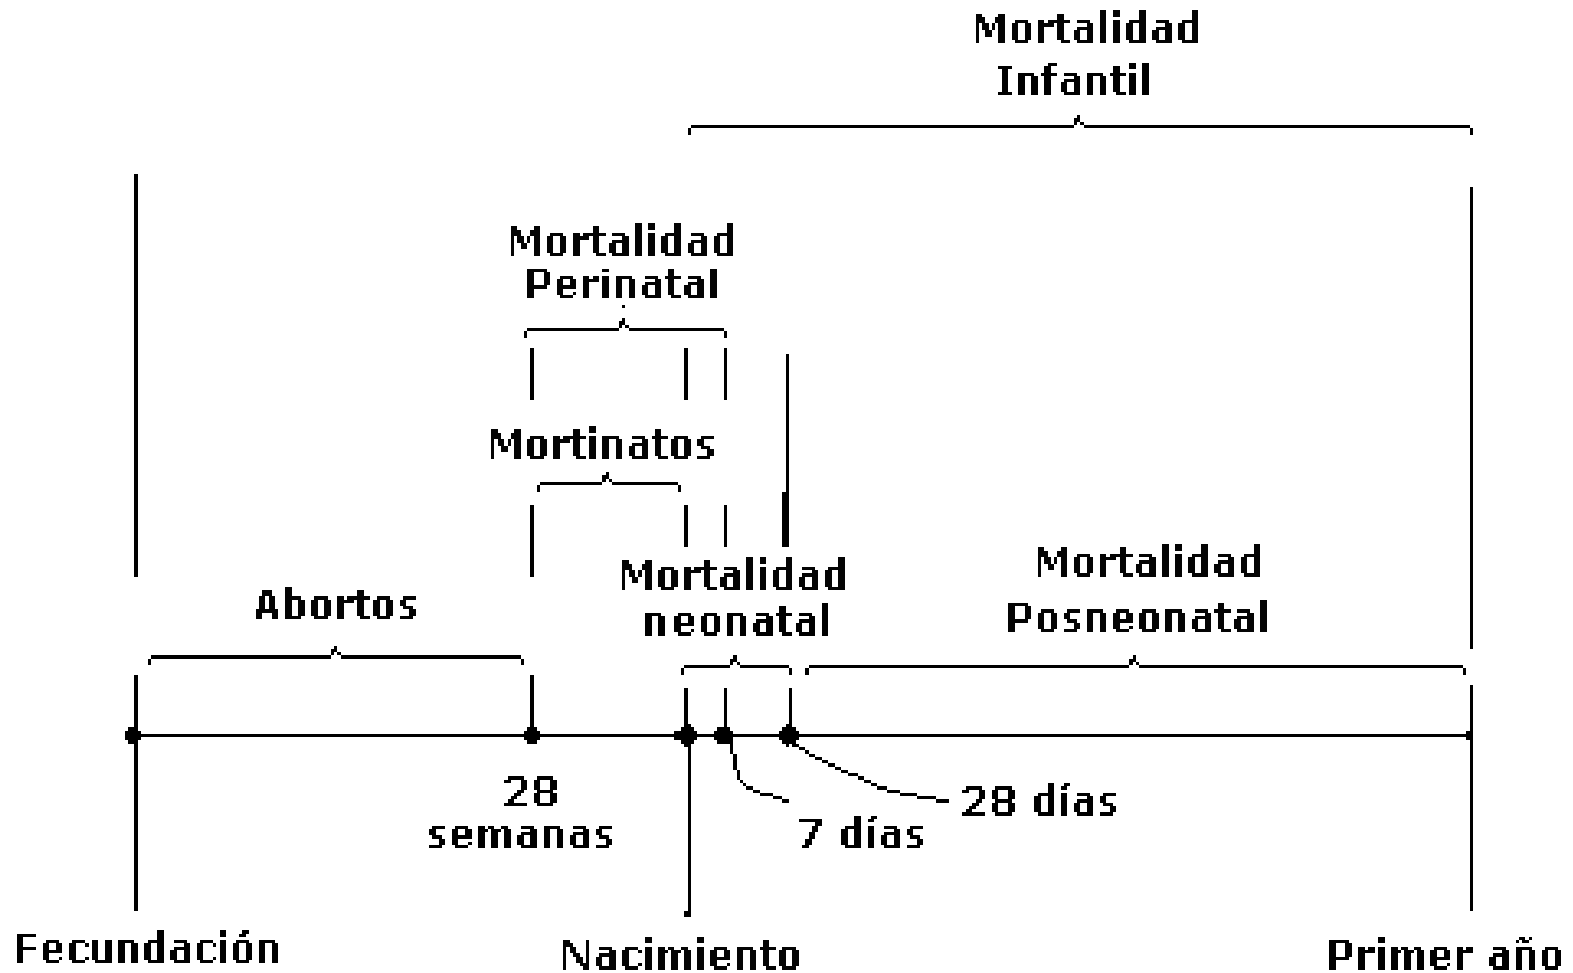 Mortalidad
Infantil
Mortalidad
Perinatal
Mortinatos
Mortalidad
neonatal
Mortalidad
Posneonatal
Abortos
28
semanas
7 días
28 días
Fecundación
Nacimiento
Primer año